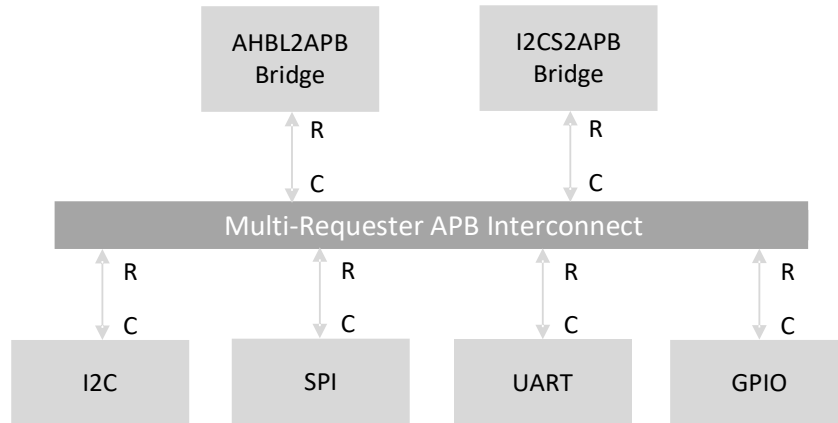 AHBL2APB
Bridge
I2CS2APB
Bridge
R
R
C
C
Multi-Requester APB Interconnect
R
R
R
R
C
C
C
C
I2C
SPI
UART
GPIO